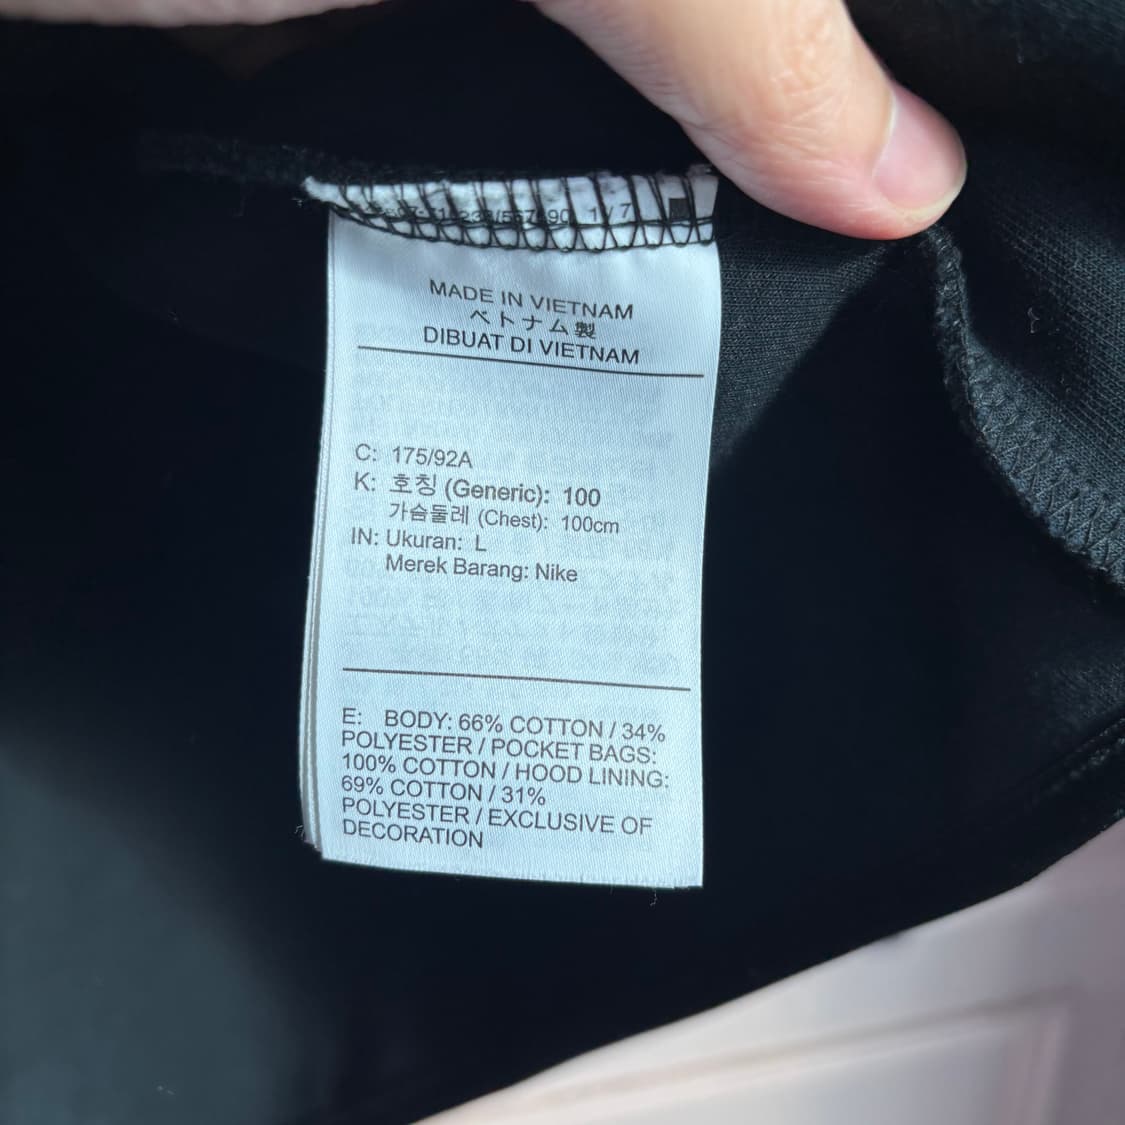 MADE IN VIETNAM
ベトナム製
DIBUAT DI VIETNAM
C: 175/92A
K: 호칭 (Generic): 100
가슴둘레 (Chest): 100cm
IN: Ukuran: L
Merek Barang: Nike
E: BODY: 66% COTTON / 34%
POLYESTER / POCKET BAGS:
100% COTTON / HOOD LINING:
69% COTTON / 31%
POLYESTER / EXCLUSIVE OF
DECORATION